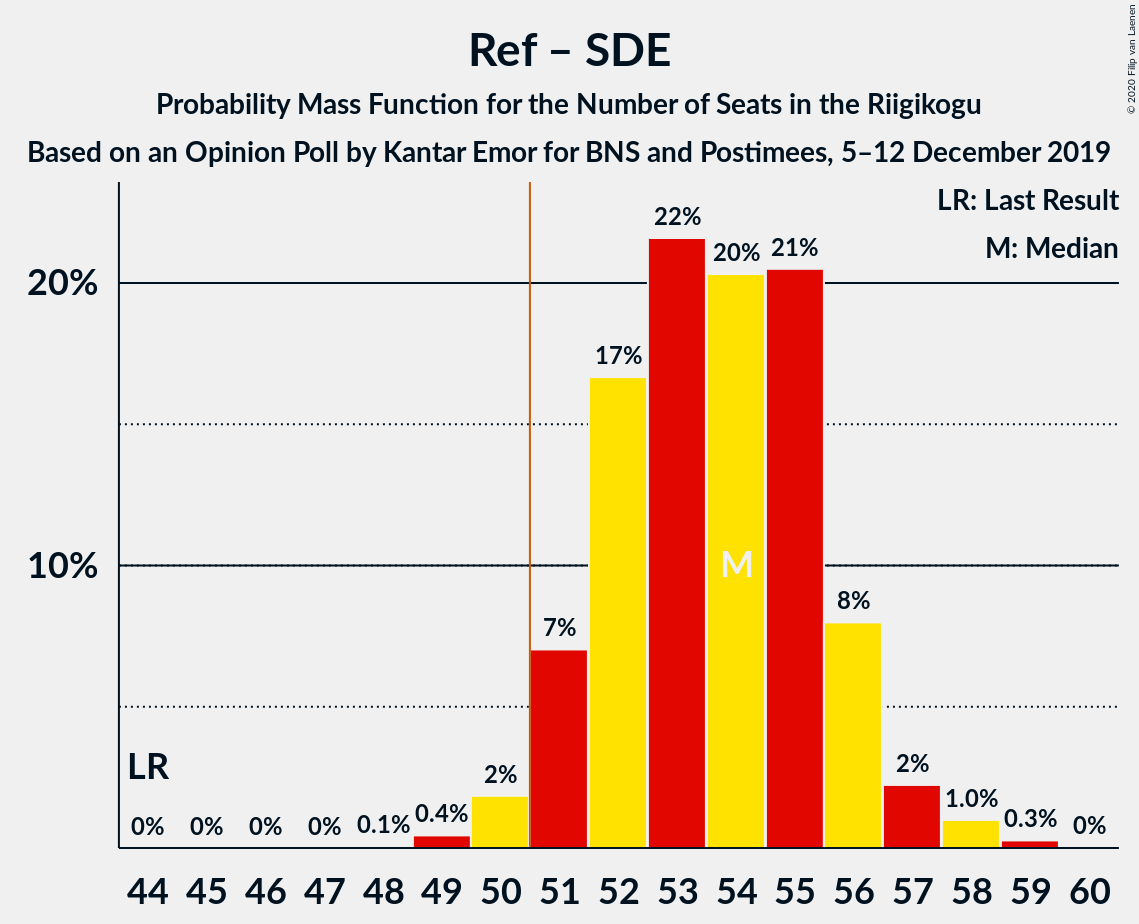 Ref – SDE
Probability Mass Function for the Number of Seats in the Riigikogu
Based on an Opinion Poll by Kantar Emor for BNS and Postimees, 5–12 December 2019
© 2020 Filip van Laenen
LR: Last Result
M: Median
20%
10%
22%
20%
21%
17%
8%
7%
2%
2%
1.0%
0.4%
0.3%
0.1%
0%
0%
0%
0%
0%
LR
M
44 45 46 47 48 49 50 51 52 53 54 55 56 57 58 59 60